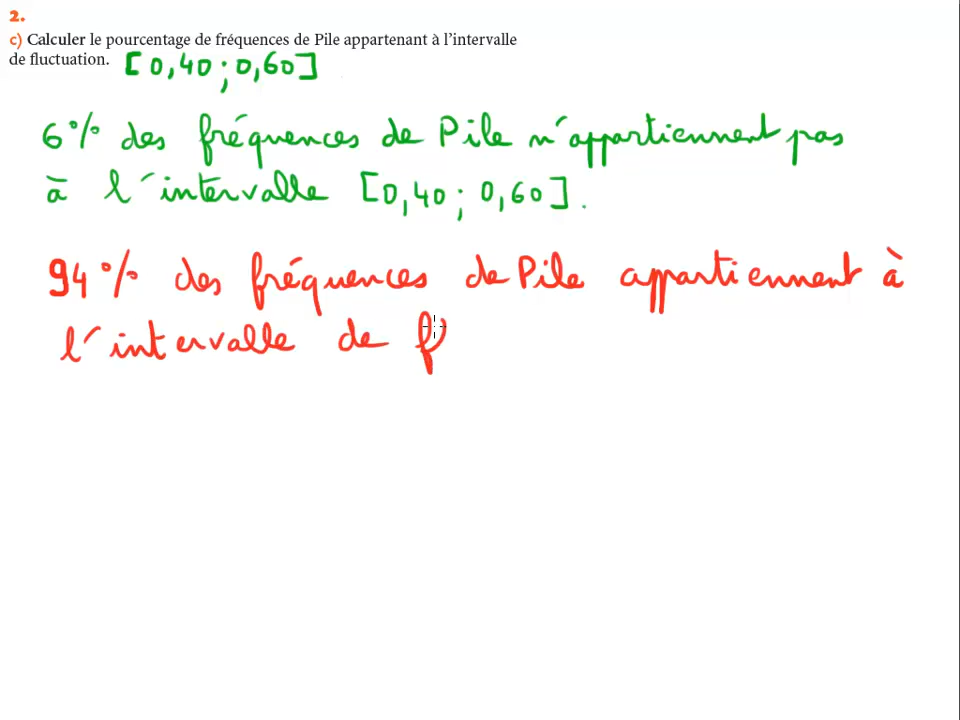 2.
c) Calculer le pourcentage de fréquences de Pile appartenant à l'intervalle
de fluctuation. [0,40 ; 0,60]
6% des fréquences de Pile n'appartiennent pas
à l'intervalle [0,40 ; 0,60].
94% des fréquences de Pile appartiennent à
l'intervalle de f